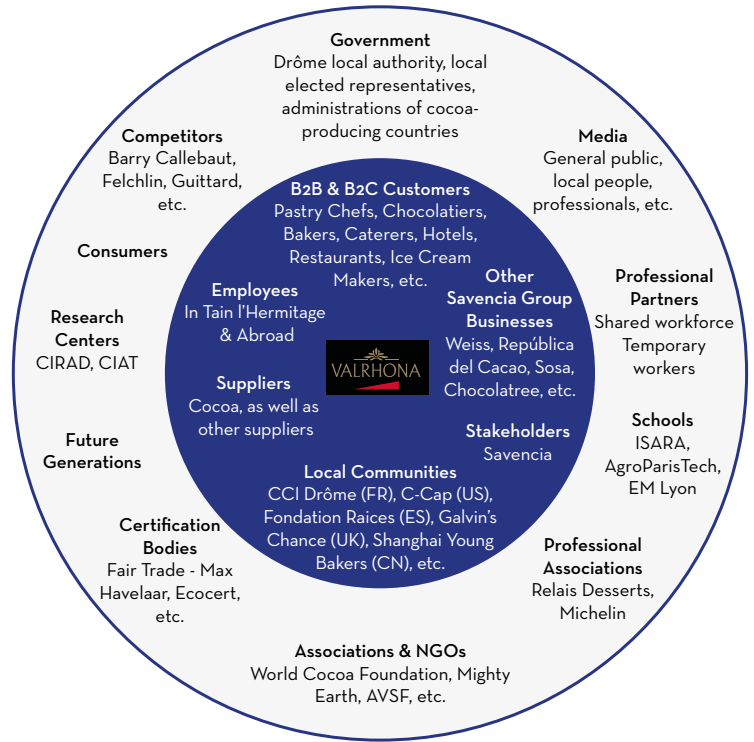 Government
Drôme local authority, local
elected representatives,
administrations of cocoa-
producing countries
Competitors
Barry Callebaut,
Felchlin, Guittard,
etc.
Media
General public,
local people,
professionals, etc.
B2B & B2C Customers
Pastry Chefs, Chocolatiers,
Bakers, Caterers, Hotels,
Restaurants, Ice Cream
Makers, etc.
Consumers
Employees
In Tain l'Hermitage
& Abroad
Other
Savencia Group
Businesses
Weiss, República
del Cacao, Sosa,
Chocolatree, etc.
Professional
Partners
Shared workforce
Temporary
workers
Research
Centers
CIRAD, CIAT
VALRHONA
Suppliers
Cocoa, as well as
other suppliers
Stakeholders
Savencia
Schools
ISARA,
AgroParisTech,
EM Lyon
Future
Generations
Local Communities
CCI Drôme (FR), C-Cap (US),
Fondation Raices (ES), Galvin's
Chance (UK), Shanghai Young
Bakers (CN), etc.
Certification
Bodies
Fair Trade - Max
Havelaar, Ecocert,
etc.
Professional
Associations
Relais Desserts,
Michelin
Associations & NGOs
World Cocoa Foundation, Mighty
Earth, AVSF, etc.